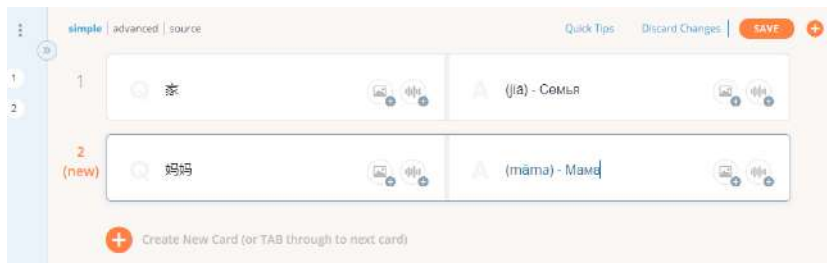 simple | advanced | source
Quick Tips
Discard Changes
SAVE
1
2
1
Q 家
A (jiā) - Семья
2
(new)
Q 妈妈
A (māma) - Мама
Create New Card (or TAB through to next card)